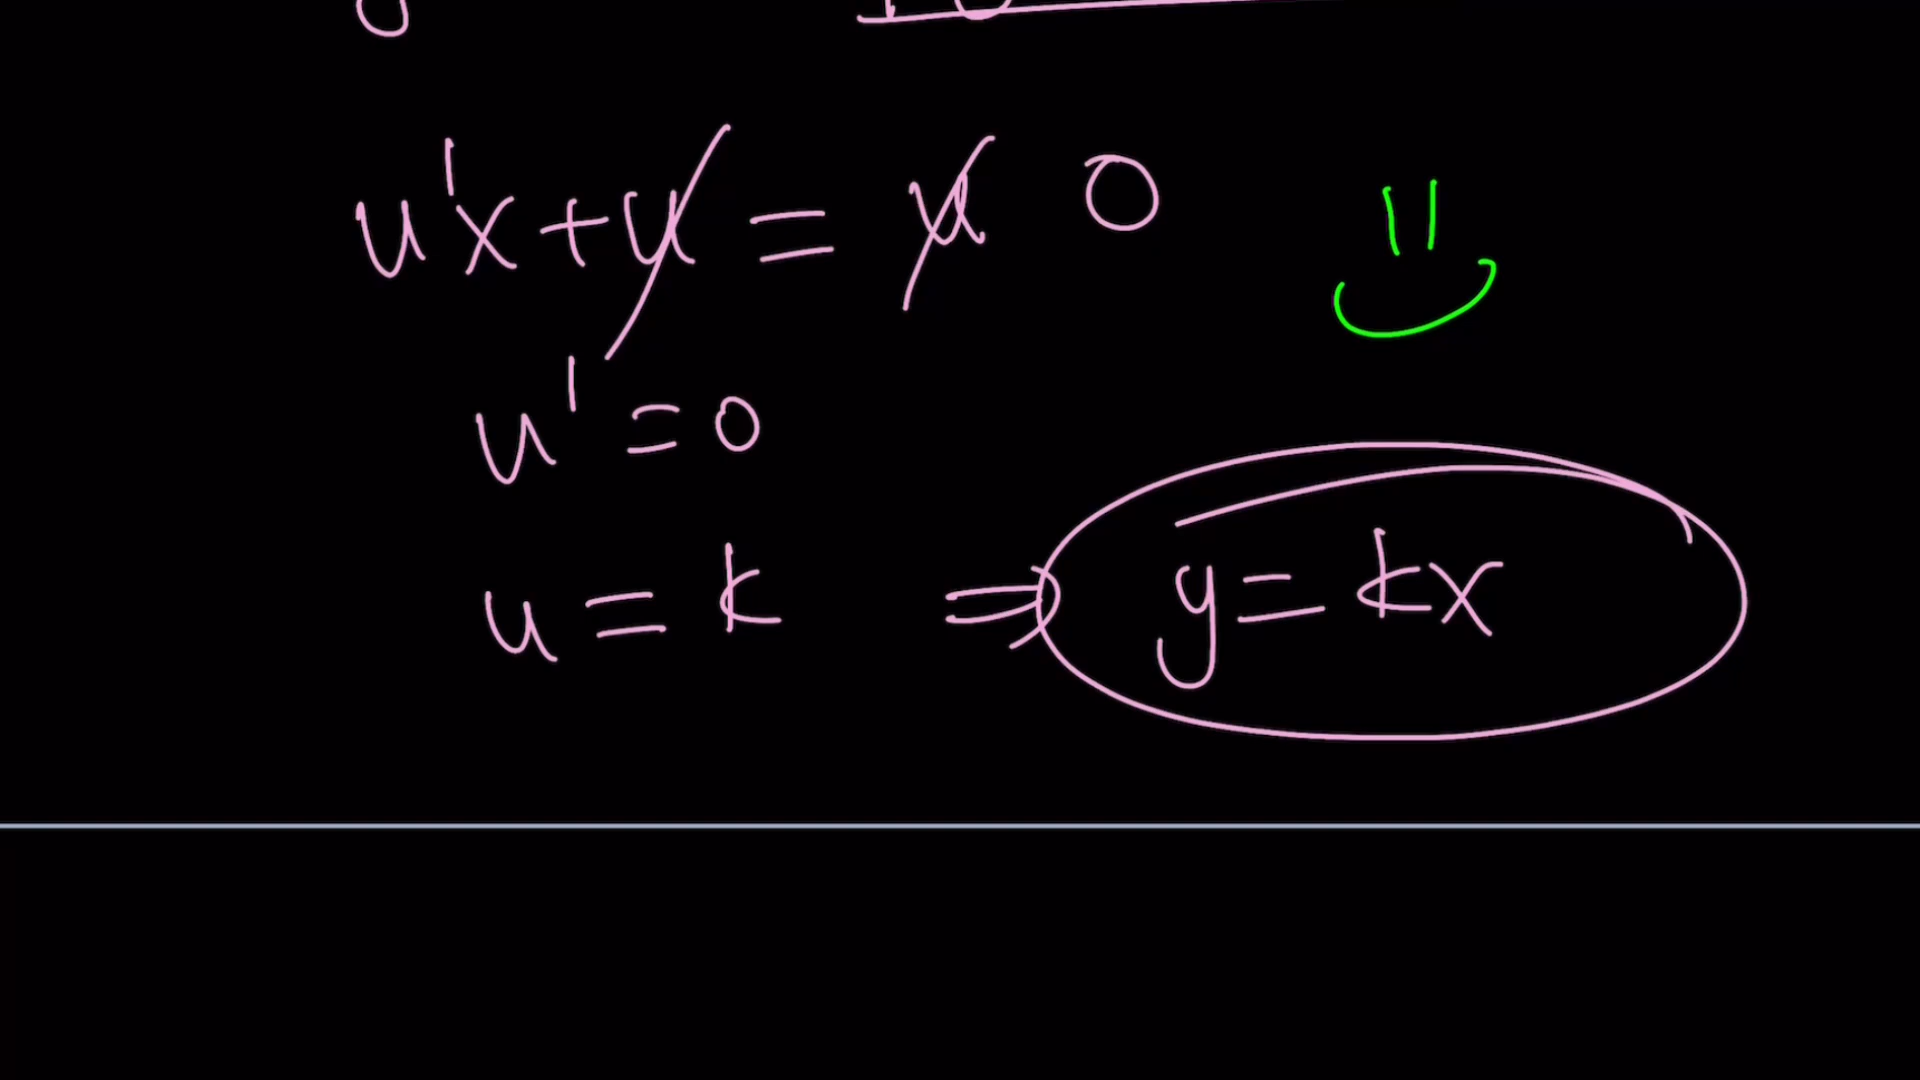 u'x+u = u 0
u' = 0
u = k ⇒ y = kx